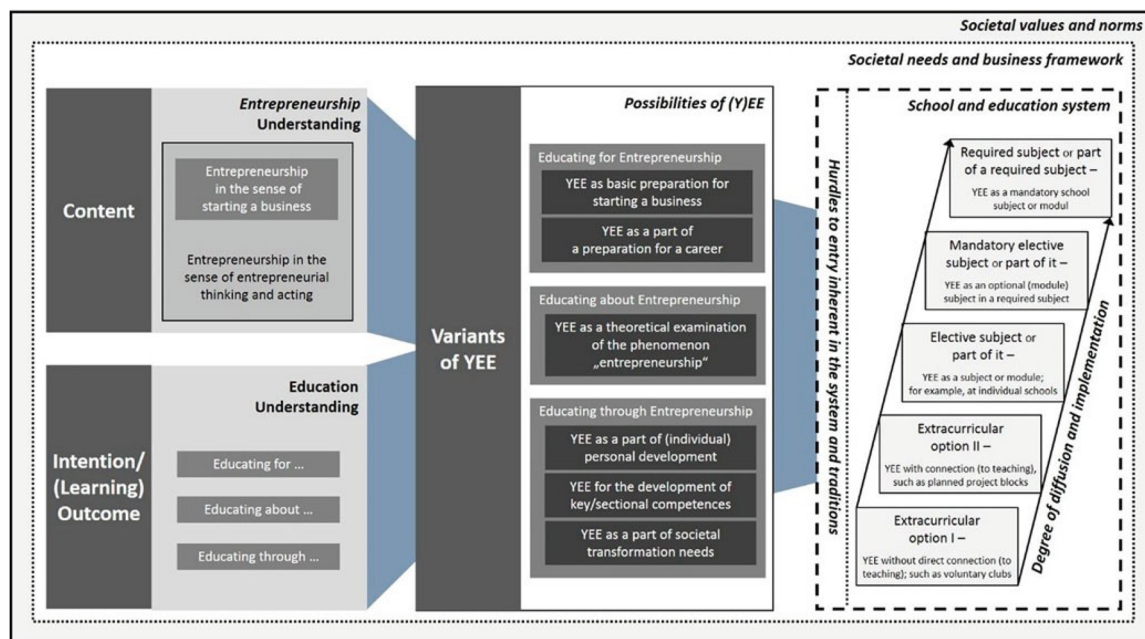 Societal values and norms
Societal needs and business framework
Content
Entrepreneurship
Understanding
Entrepreneurship
in the sense of
starting a business
Entrepreneurship in the
sense of entrepreneurial
thinking and acting
Intention/
(Learning)
Outcome
Education
Understanding
Educating for ...
Educating about ...
Educating through ...
Variants
of YEE
Possibilities of (Y)EE
Educating for Entrepreneurship
YEE as basic preparation for
starting a business
YEE as a part of
a preparation for a career
Educating about Entrepreneurship
YEE as a theoretical examination
of the phenomenon
„entrepreneurship“
Educating through Entrepreneurship
YEE as a part of (individual)
personal development
YEE for the development of
key/sectional competences
YEE as a part of societal
transformation needs
Hurdles to entry inherent in the system and traditions
School and education system
Required subject or part
of a required subject –
YEE as a mandatory school
subject or modul
Mandatory elective
subject or part of it –
YEE as an optional (module)
subject in a required subject
Elective subject or
part of it –
YEE as a subject or module;
for example, at individual schools
Extracurricular
option II –
YEE with connection (to teaching),
such as planned project blocks
Extracurricular
option I –
YEE without direct connection (to
teaching); such as voluntary clubs
Degree of diffusion and implementation